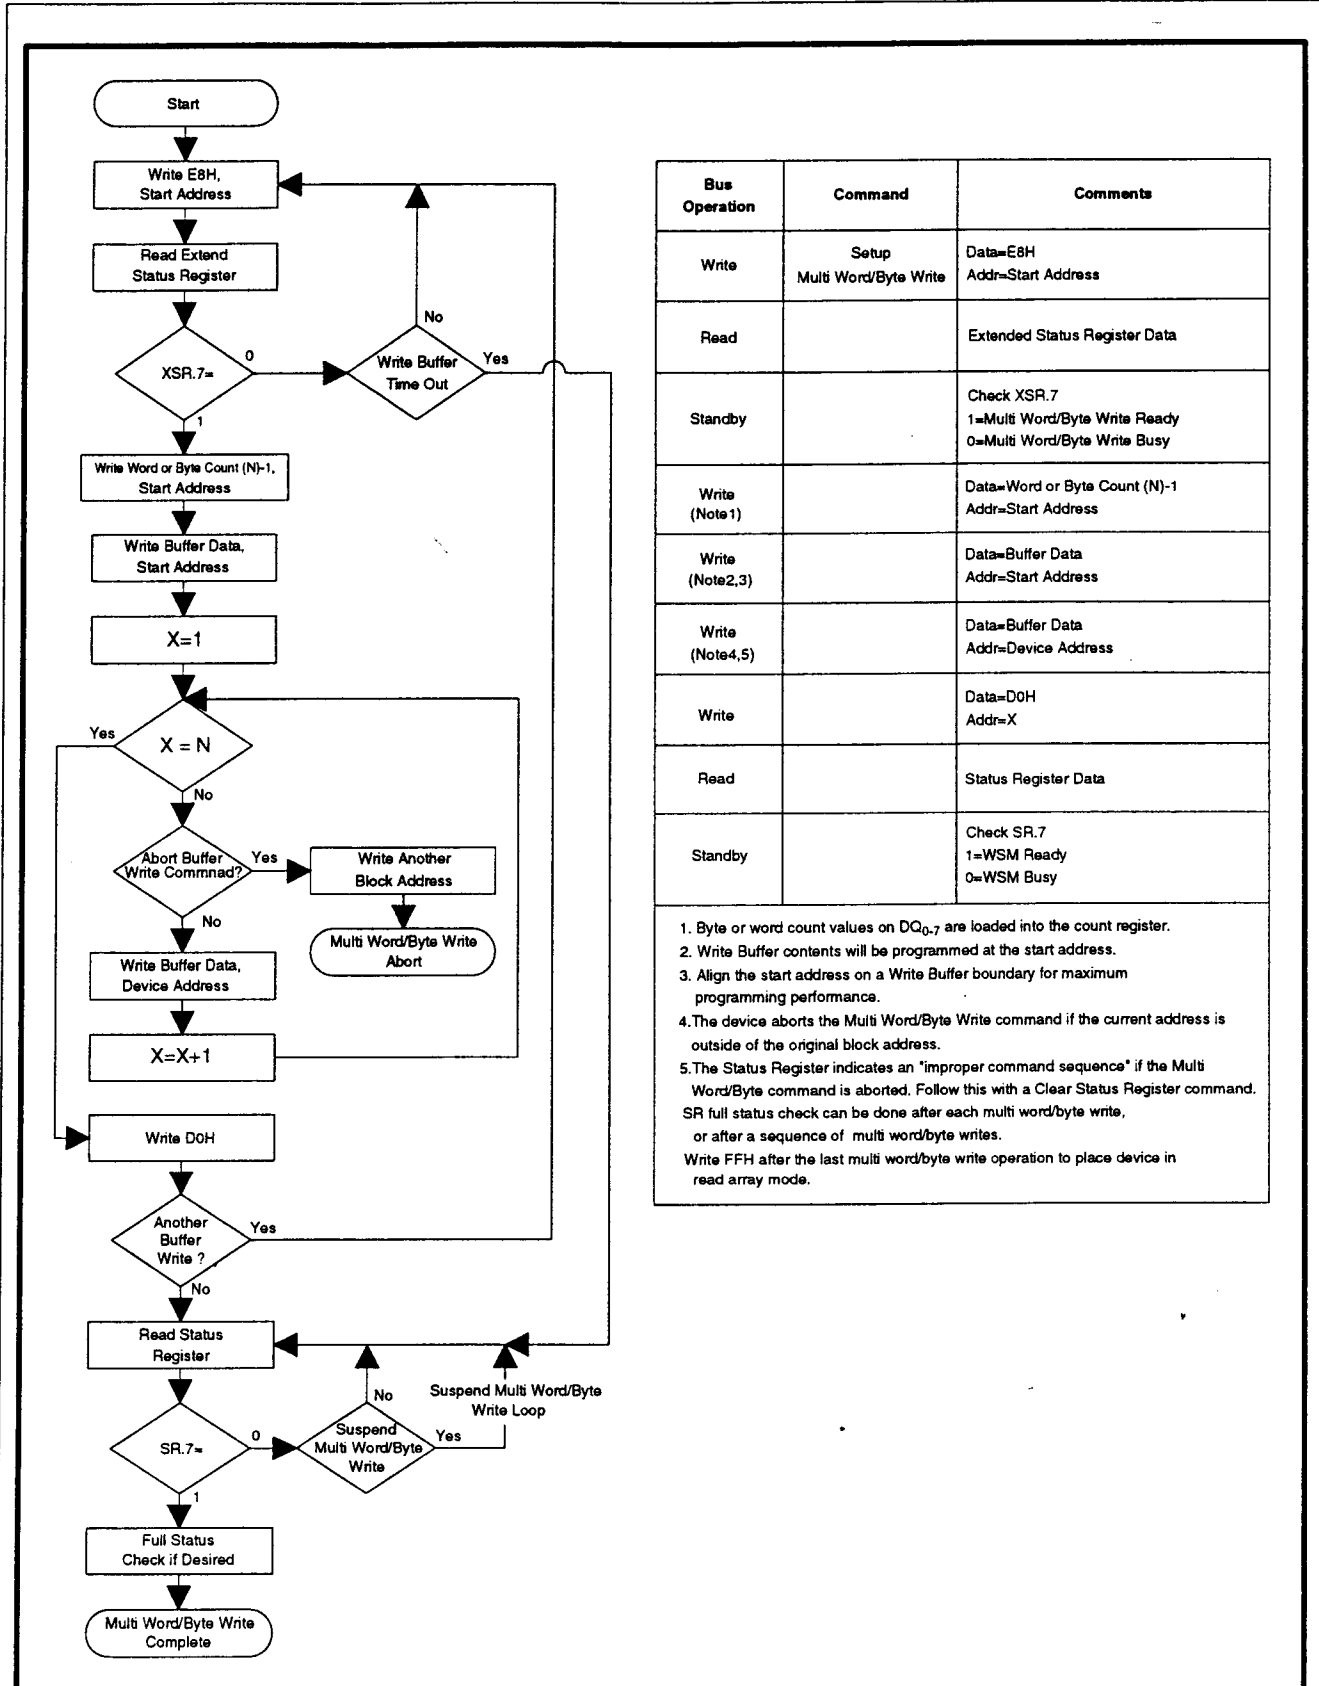 Start
Write E8H,
Start Address
Read Extend
Status Register
XSR.7=
0
1
Write Buffer
Time Out
No
Yes
Write Word or Byte Count (N)-1,
Start Address
Write Buffer Data,
Start Address
X=1
X = N
Yes
No
Abort Buffer
Write Commnad?
Yes
No
Write Another
Block Address
Multi Word/Byte Write
Abort
Write Buffer Data,
Device Address
X=X+1
Write D0H
Another
Buffer
Write ?
Yes
No
Read Status
Register
SR.7=
0
1
Suspend
Multi Word/Byte
Write
No
Yes
Suspend Multi Word/Byte
Write Loop
Full Status
Check if Desired
Multi Word/Byte Write
Complete
Bus
Operation
Command
Comments
Write
Setup
Multi Word/Byte Write
Data=E8H
Addr=Start Address
Read
Extended Status Register Data
Standby
Check XSR.7
1=Multi Word/Byte Write Ready
0=Multi Word/Byte Write Busy
Write
(Note1)
Data=Word or Byte Count (N)-1
Addr=Start Address
Write
(Note2,3)
Data=Buffer Data
Addr=Start Address
Write
(Note4,5)
Data=Buffer Data
Addr=Device Address
Write
Data=D0H
Addr=X
Read
Status Register Data
Standby
Check SR.7
1=WSM Ready
0=WSM Busy
1. Byte or word count values on DQ0-7 are loaded into the count register.
2. Write Buffer contents will be programmed at the start address.
3. Align the start address on a Write Buffer boundary for maximum
programming performance.
4.The device aborts the Multi Word/Byte Write command if the current address is
outside of the original block address.
5.The Status Register indicates an "improper command sequence" if the Multi
Word/Byte command is aborted. Follow this with a Clear Status Register command.
SR full status check can be done after each multi word/byte write,
or after a sequence of multi word/byte writes.
Write FFH after the last multi word/byte write operation to place device in
read array mode.